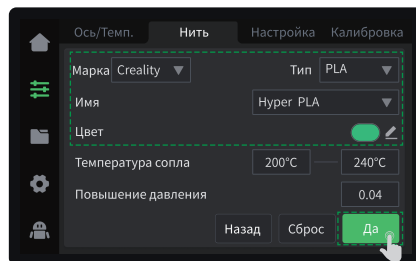 Ось/Темп. Нить Настройка Калибровка
Марка Creality Тип PLA
Имя Hyper PLA
Цвет
Температура сопла 200°C 240°C
Повышение давления 0.04
Назад Сброс Да